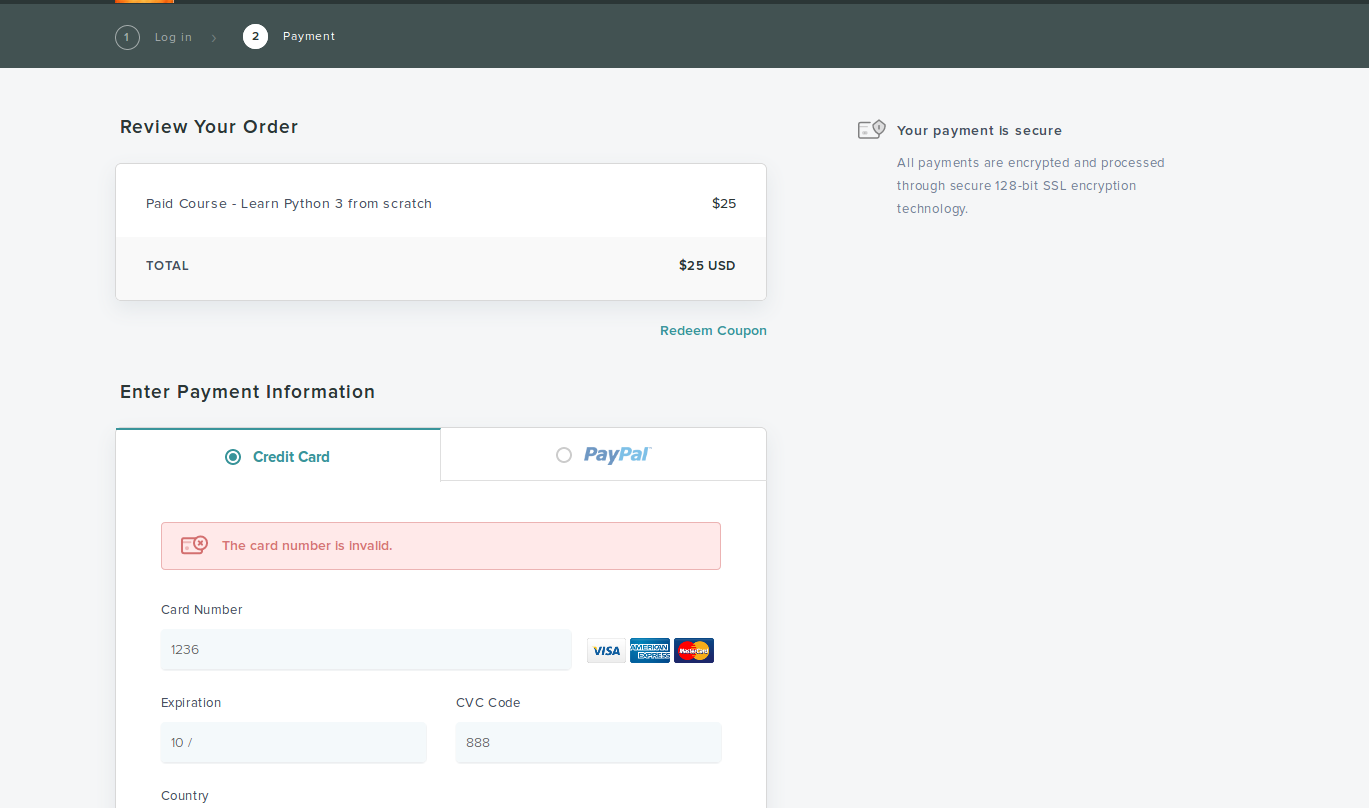 1 Log in > 2 Payment
Review Your Order
Your payment is secure
All payments are encrypted and processed
through secure 128-bit SSL encryption
technology.
Paid Course - Learn Python 3 from scratch $25
TOTAL $25 USD
Redeem Coupon
Enter Payment Information
Credit Card PayPal™
The card number is invalid.
Card Number
1236 VISA AMERICAN EXPRESS MasterCard
Expiration CVC Code
10 / 888
Country